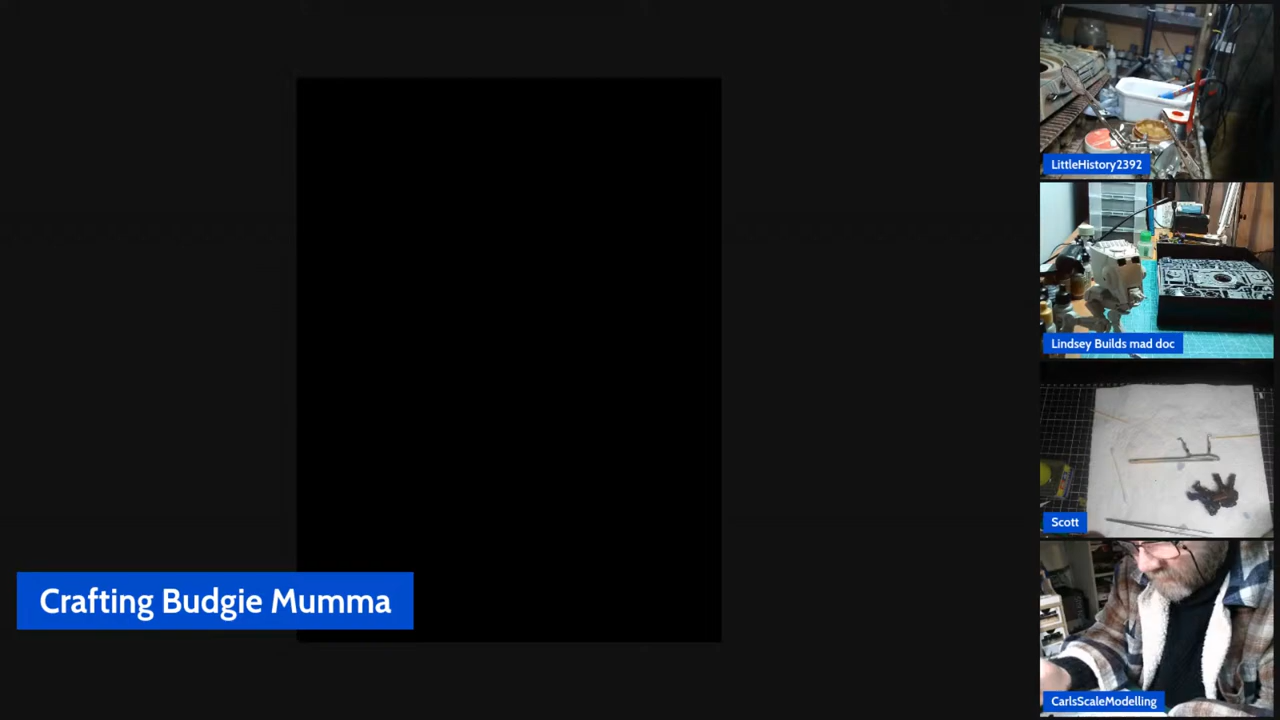 Crafting Budgie Mumma
LittleHistory2392
Lindsey Builds mad doc
Scott
CarlsScaleModelling